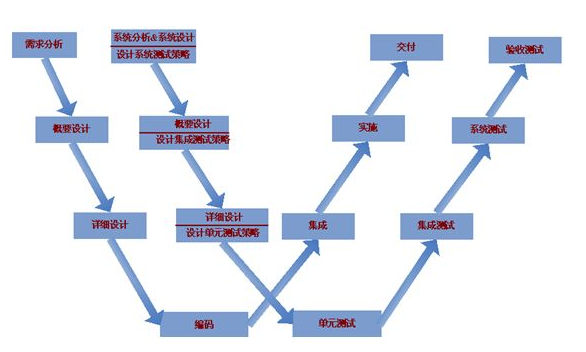 需求分析
系统分析&系统设计
设计系统测试策略
交付
验收测试
概要设计
概要设计
设计集成测试策略
实施
系统测试
详细设计
详细设计
设计单元测试策略
集成
集成测试
编码
单元测试